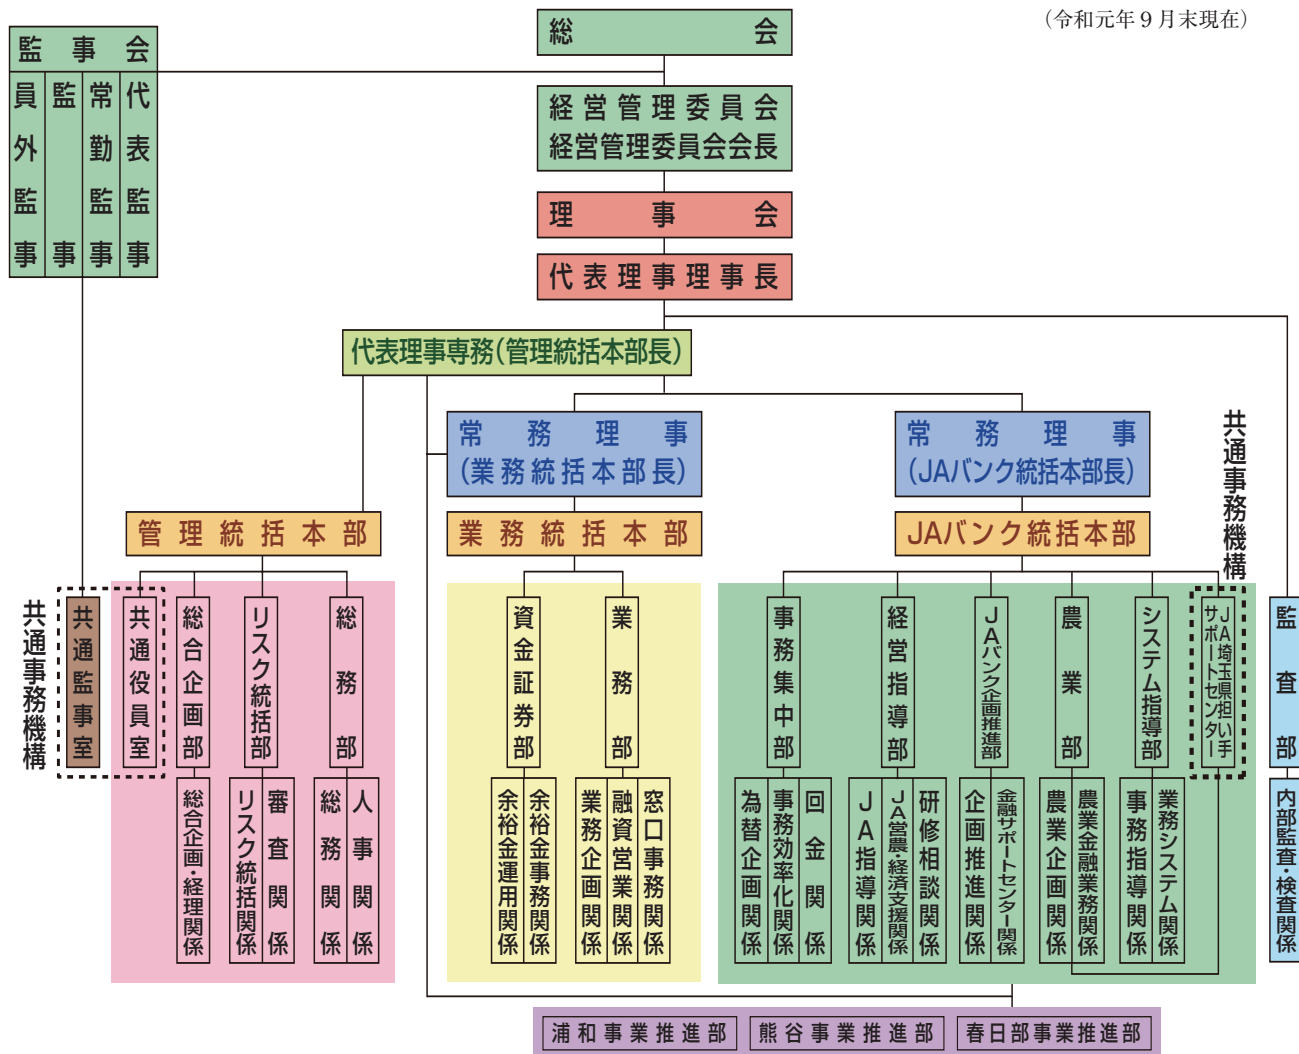 （令和元年９月末現在）
総会
監事会
員外監事
監事
常勤監事
代表監事
経営管理委員会
経営管理委員会会長
理事会
代表理事理事長
代表理事専務(管理統括本部長)
常務理事
(業務統括本部長)
常務理事
(JAバンク統括本部長)
管理統括本部
業務統括本部
JAバンク統括本部
共通事務機構
共通監事室
共通役員室
総合企画部
リスク統括部
総務部
資金証券部
業務部
事務集中部
経営指導部
JAバンク企画推進部
農業部
システム指導部
JA埼玉県担い手
サポートセンター
共通事務機構
監査部
総合企画・経理関係
リスク統括関係
審査関係
総務関係
人事関係
余裕金運用関係
余裕金事務関係
業務企画関係
融資営業関係
窓口事務関係
為替企画関係
事務効率化関係
回金関係
JA指導関係
JA営農・経済支援関係
研修相談関係
企画推進関係
金融サポートセンター関係
農業企画関係
農業金融業務関係
事務指導関係
業務システム関係
内部監査・検査関係
浦和事業推進部
熊谷事業推進部
春日部事業推進部